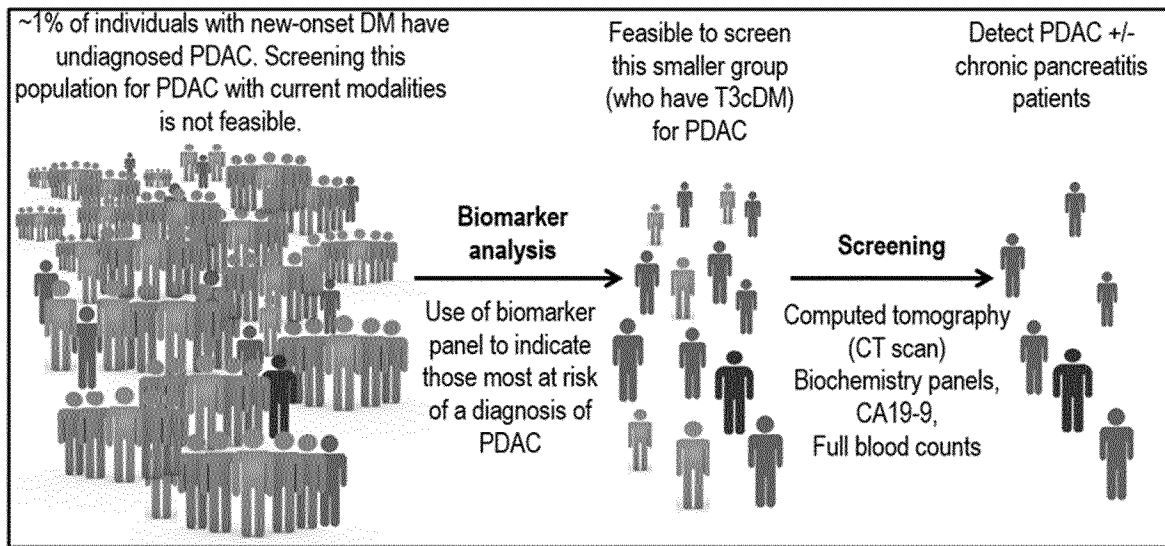 ~1% of individuals with new-onset DM have
undiagnosed PDAC. Screening this
population for PDAC with current modalities
is not feasible.
Biomarker
analysis
Use of biomarker
panel to indicate
those most at risk
of a diagnosis of
PDAC
Feasible to screen
this smaller group
(who have T3cDM)
for PDAC
Screening
Computed tomography
(CT scan)
Biochemistry panels,
CA19-9,
Full blood counts
Detect PDAC +/-
chronic pancreatitis
patients